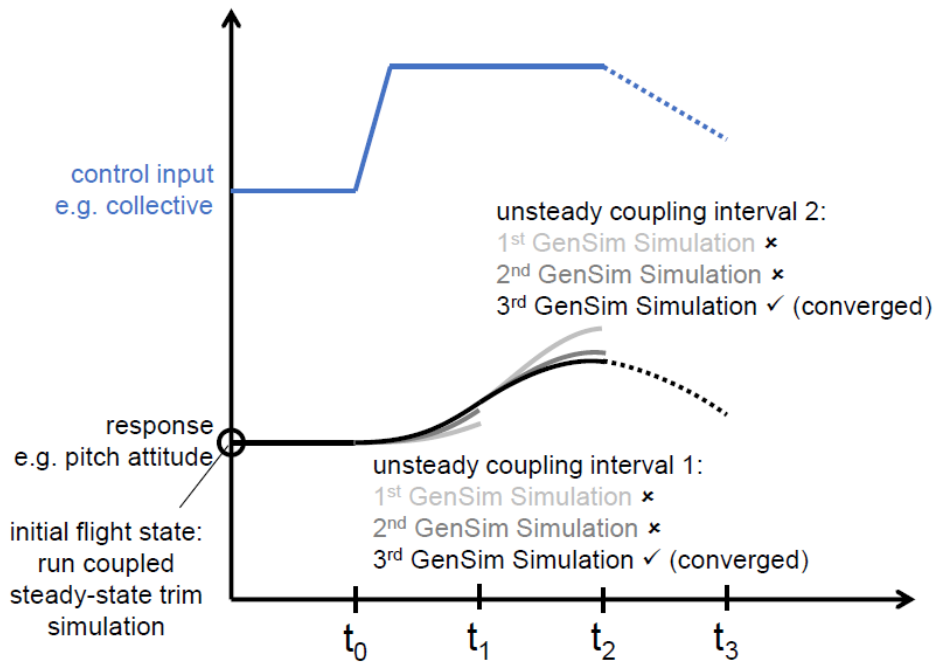 control input
e.g. collective
unsteady coupling interval 2:
1st GenSim Simulation ×
2nd GenSim Simulation ×
3rd GenSim Simulation ✓ (converged)
response
e.g. pitch attitude
unsteady coupling interval 1:
1st GenSim Simulation ×
2nd GenSim Simulation ×
3rd GenSim Simulation ✓ (converged)
initial flight state:
run coupled
steady-state trim
simulation
t0 t1 t2 t3